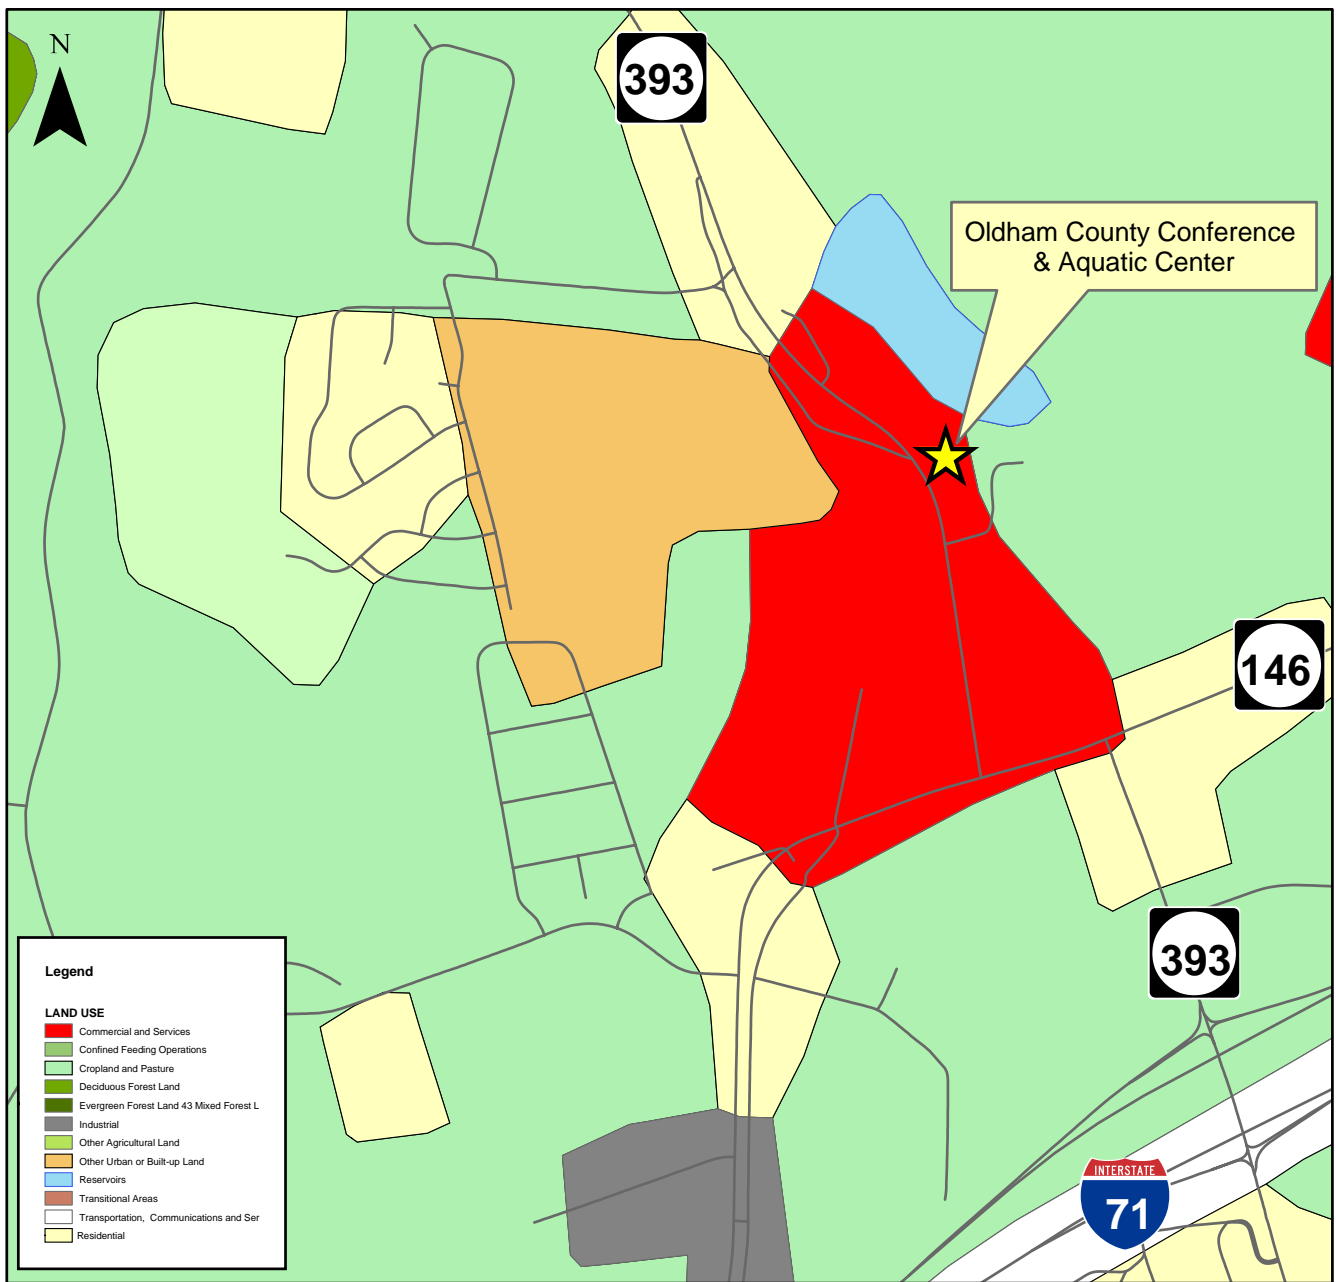 N
393
Oldham County Conference
& Aquatic Center
146
393
INTERSTATE
71
Legend
LAND USE
Commercial and Services
Confined Feeding Operations
Cropland and Pasture
Deciduous Forest Land
Evergreen Forest Land 43 Mixed Forest L
Industrial
Other Agricultural Land
Other Urban or Built-up Land
Reservoirs
Transitional Areas
Transportation, Communications and Ser
Residential